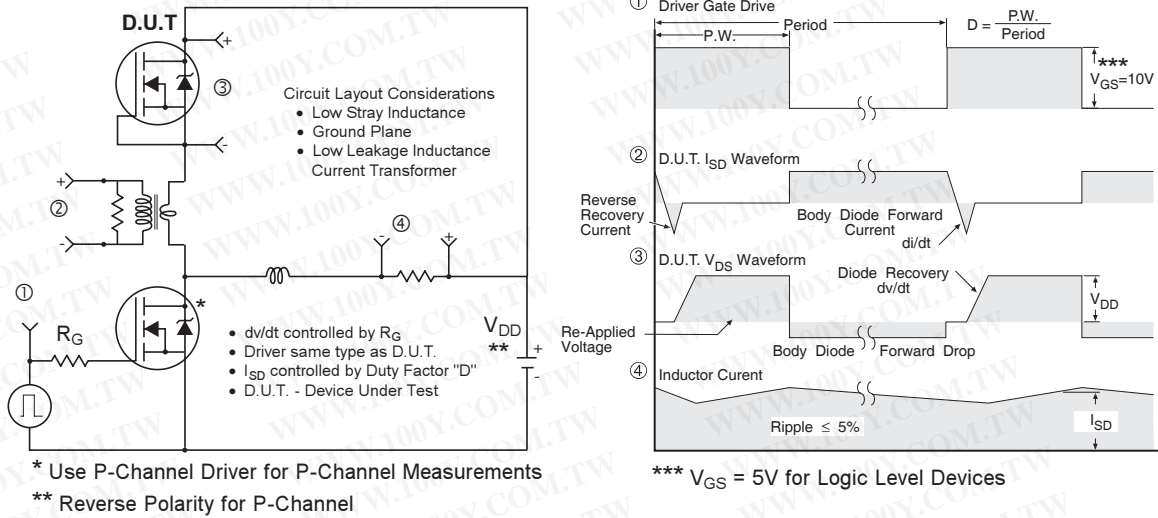 D.U.T
+
③
-
Circuit Layout Considerations
• Low Stray Inductance
• Ground Plane
• Low Leakage Inductance
Current Transformer
+
②
-
④
-
+
①
R_G
*
• dv/dt controlled by R_G
• Driver same type as D.U.T.
• I_SD controlled by Duty Factor "D"
• D.U.T. - Device Under Test
V_DD
**
+
-
* Use P-Channel Driver for P-Channel Measurements
** Reverse Polarity for P-Channel
① Driver Gate Drive
P.W.
Period
D = P.W. / Period
***
V_GS=10V
② D.U.T. I_SD Waveform
Reverse
Recovery
Current
Body Diode Forward
Current
di/dt
③ D.U.T. V_DS Waveform
Diode Recovery
dv/dt
V_DD
Re-Applied
Voltage
Body Diode Forward Drop
④ Inductor Curent
Ripple ≤ 5%
I_SD
*** V_GS = 5V for Logic Level Devices
WWW.100Y.COM.TW